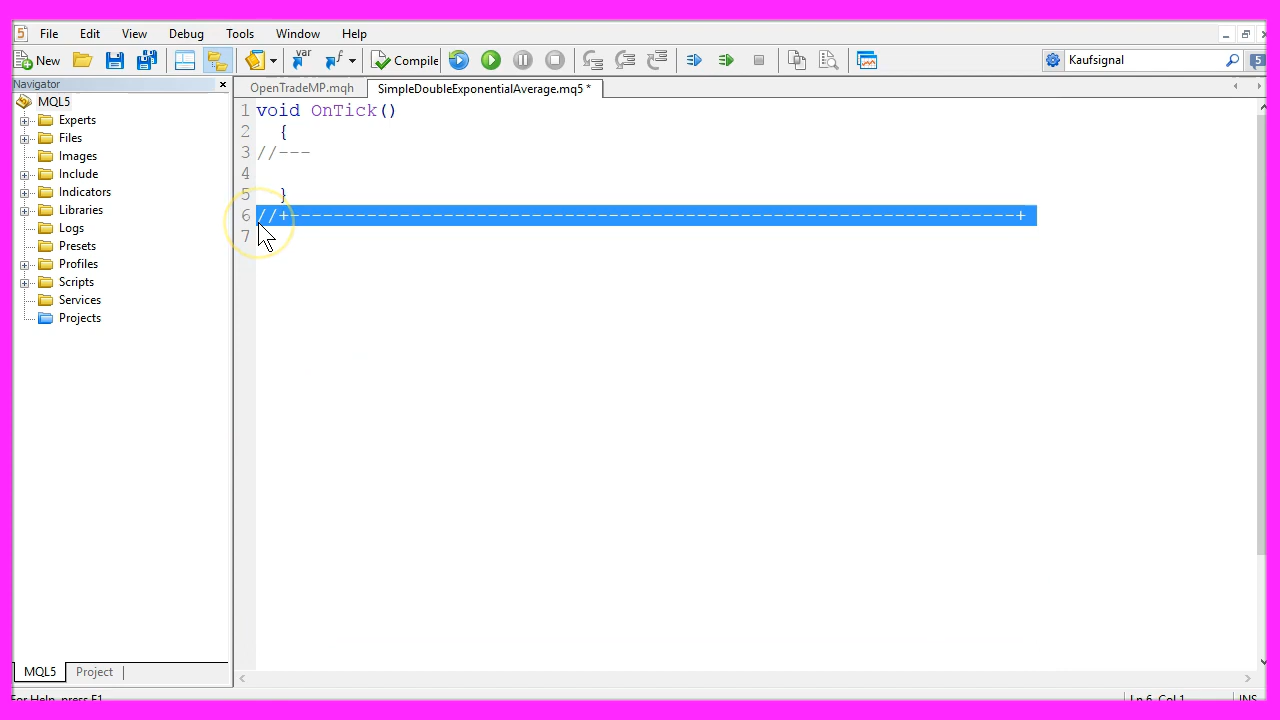 5 File Edit View Tools Window Help
New var f Compile Kaufsignal 5
Navigator
OpenTradeMP.mqh SimpleDoubleExponentialAverage.mq5 *
MQL5
Experts
Files
Images
Include
Indicators
Libraries
Logs
Presets
Profiles
Scripts
Services
Projects
1 void OnTick()
2 {
3 //---
4
5 }
6 //+------------------------------------------------------------------+
7
MQL5 Project
For Help, press F1 Ln 6, Col 1 INS